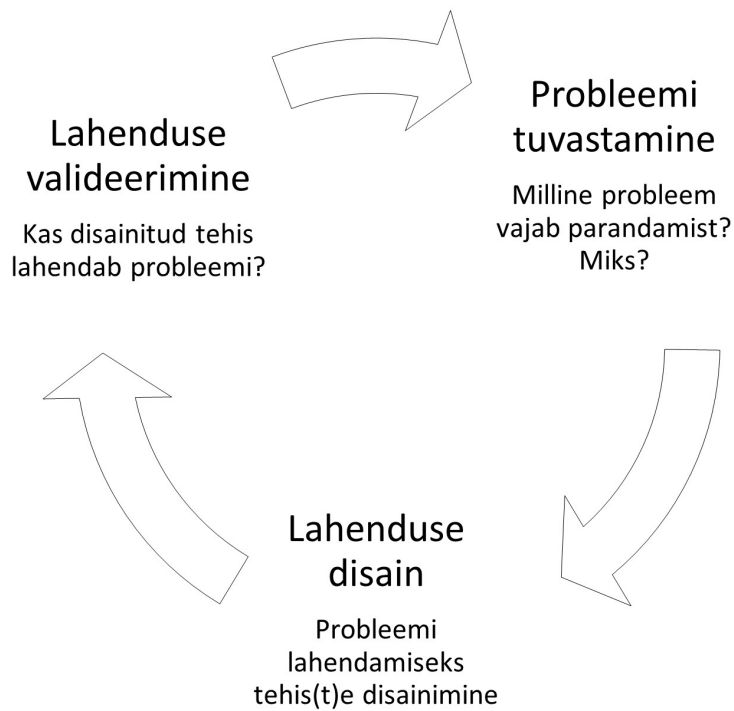 Probleemi
tuvastamine
Milline probleem
vajab parandamist?
Miks?
Lahenduse
disain
Probleemi
lahendamiseks
tehis(t)e disainimine
Lahenduse
valideerimine
Kas disainitud tehis
lahendab probleemi?